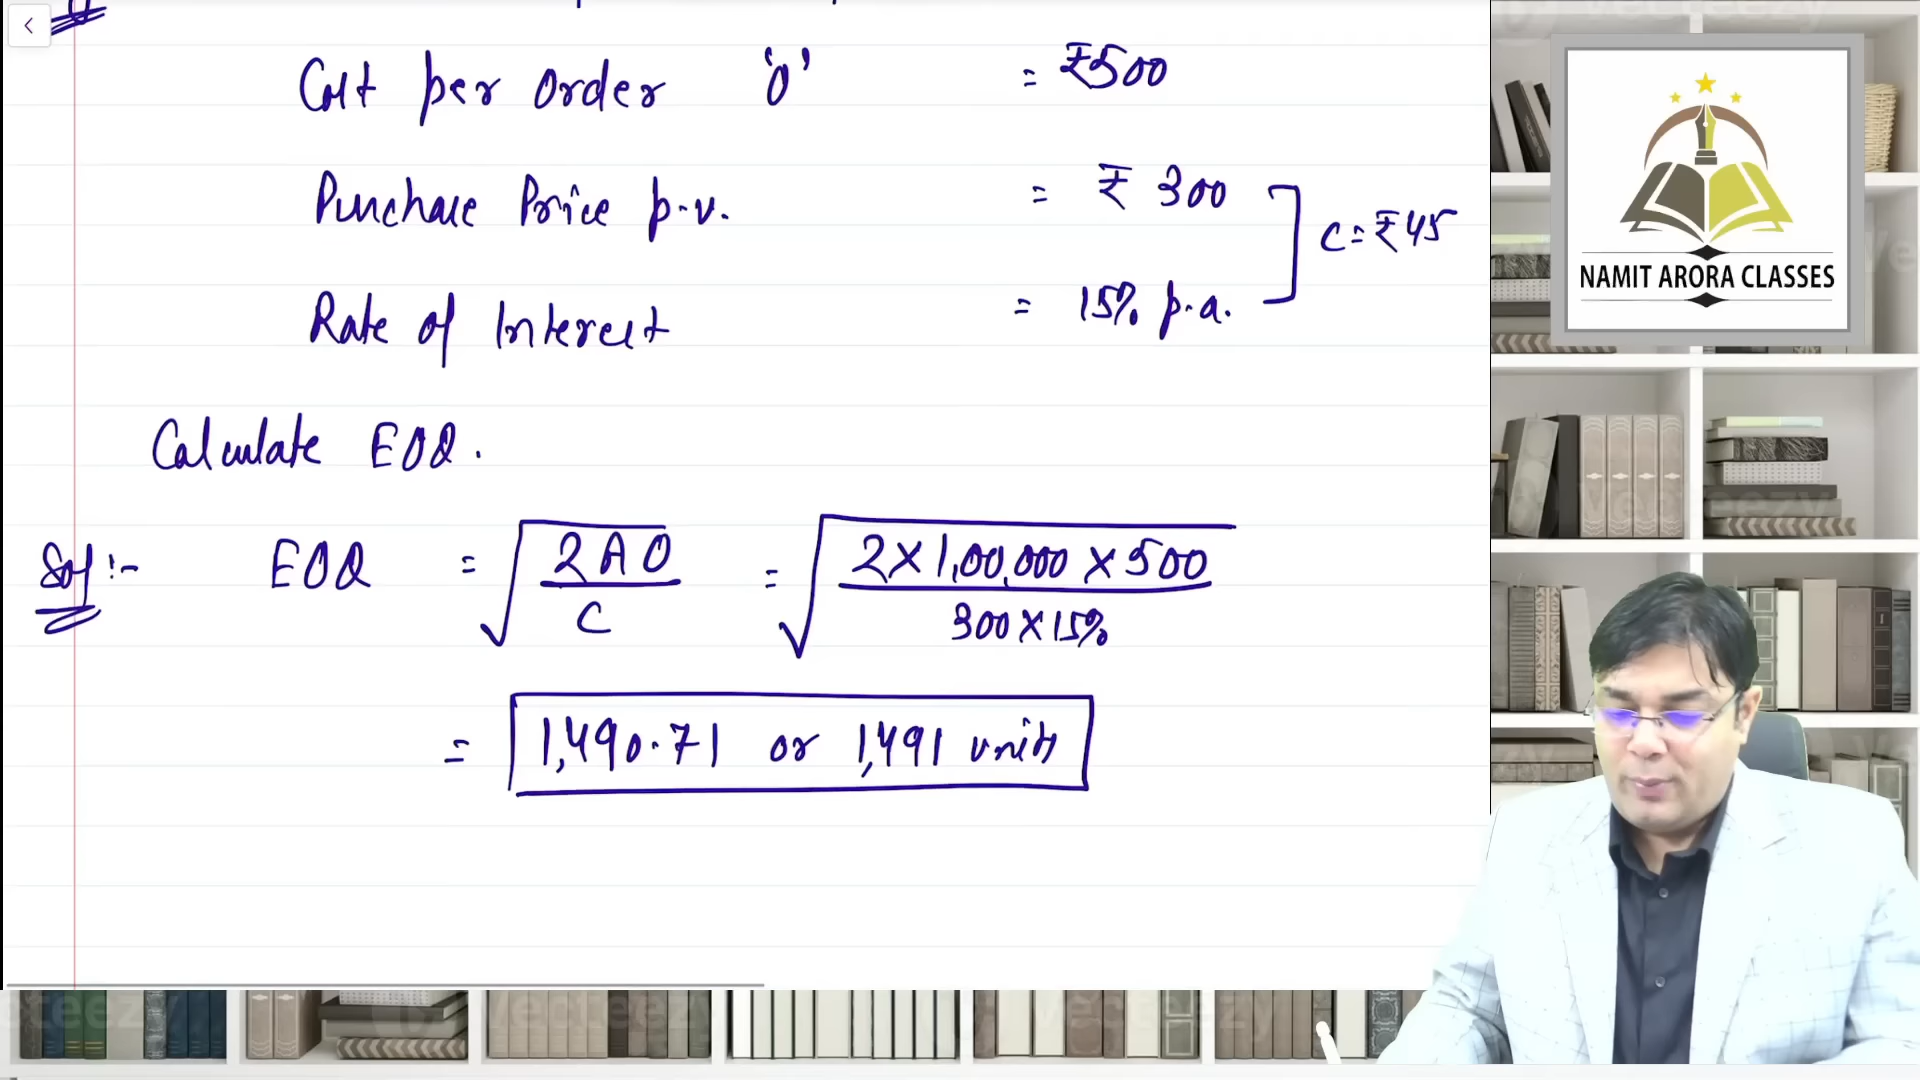 Cost per order 'O' = ₹500
Purchase Price p.u. = ₹ 300
C = ₹45
Rate of Interest = 15% p.a.
Calculate EOQ.
Sol:- EOQ = √2AO/C = √2×1,00,000×500/300×15%
= 1,490.71 or 1,491 units
NAMIT ARORA CLASSES